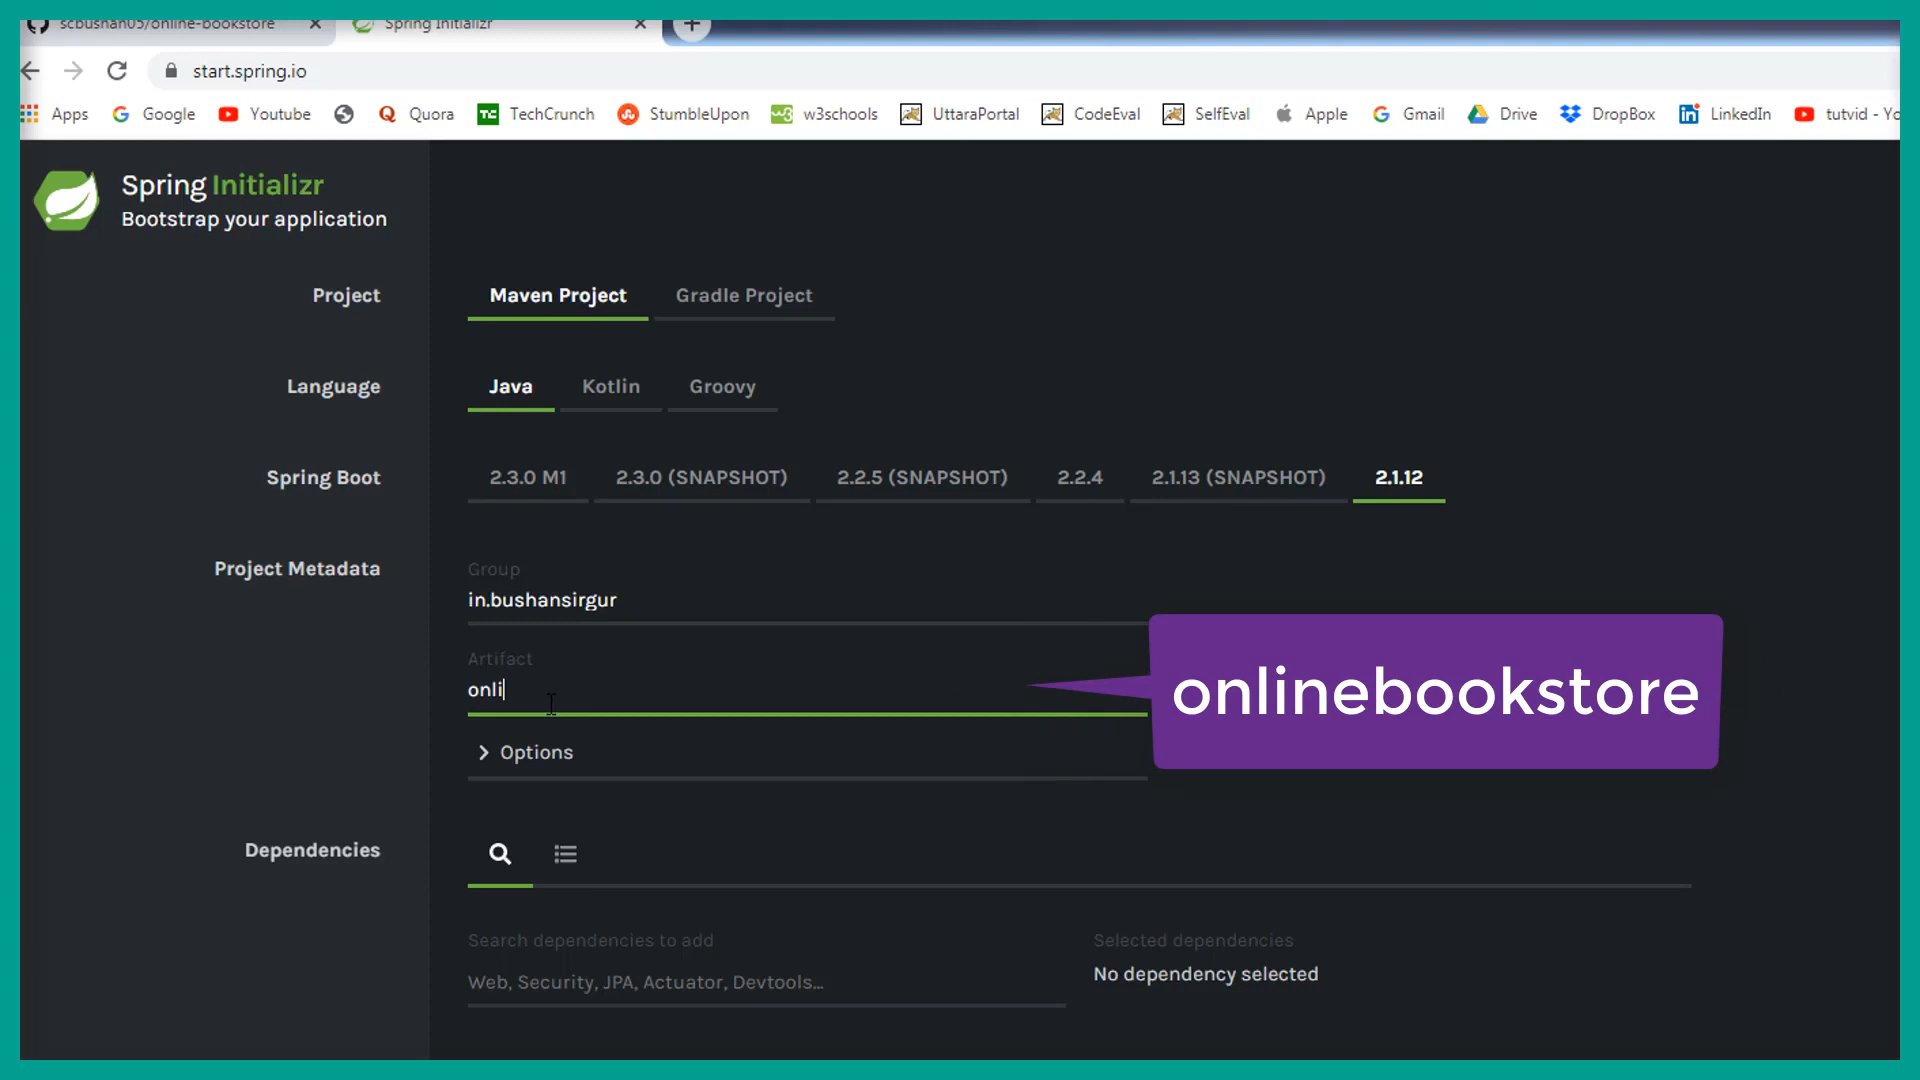 scbushan05/online-bookstore
Spring Initializr
start.spring.io
Apps Google Youtube Quora TechCrunch StumbleUpon w3schools UttaraPortal CodeEval SelfEval Apple Gmail Drive DropBox LinkedIn tutvid - Yo
Spring Initializr
Bootstrap your application
Project
Maven Project Gradle Project
Language
Java Kotlin Groovy
Spring Boot
2.3.0 M1 2.3.0 (SNAPSHOT) 2.2.5 (SNAPSHOT) 2.2.4 2.1.13 (SNAPSHOT) 2.1.12
Project Metadata
Group
in.bushansirgur
Artifact
onli
onlinebookstore
Options
Dependencies
Search dependencies to add
Web, Security, JPA, Actuator, Devtools...
Selected dependencies
No dependency selected